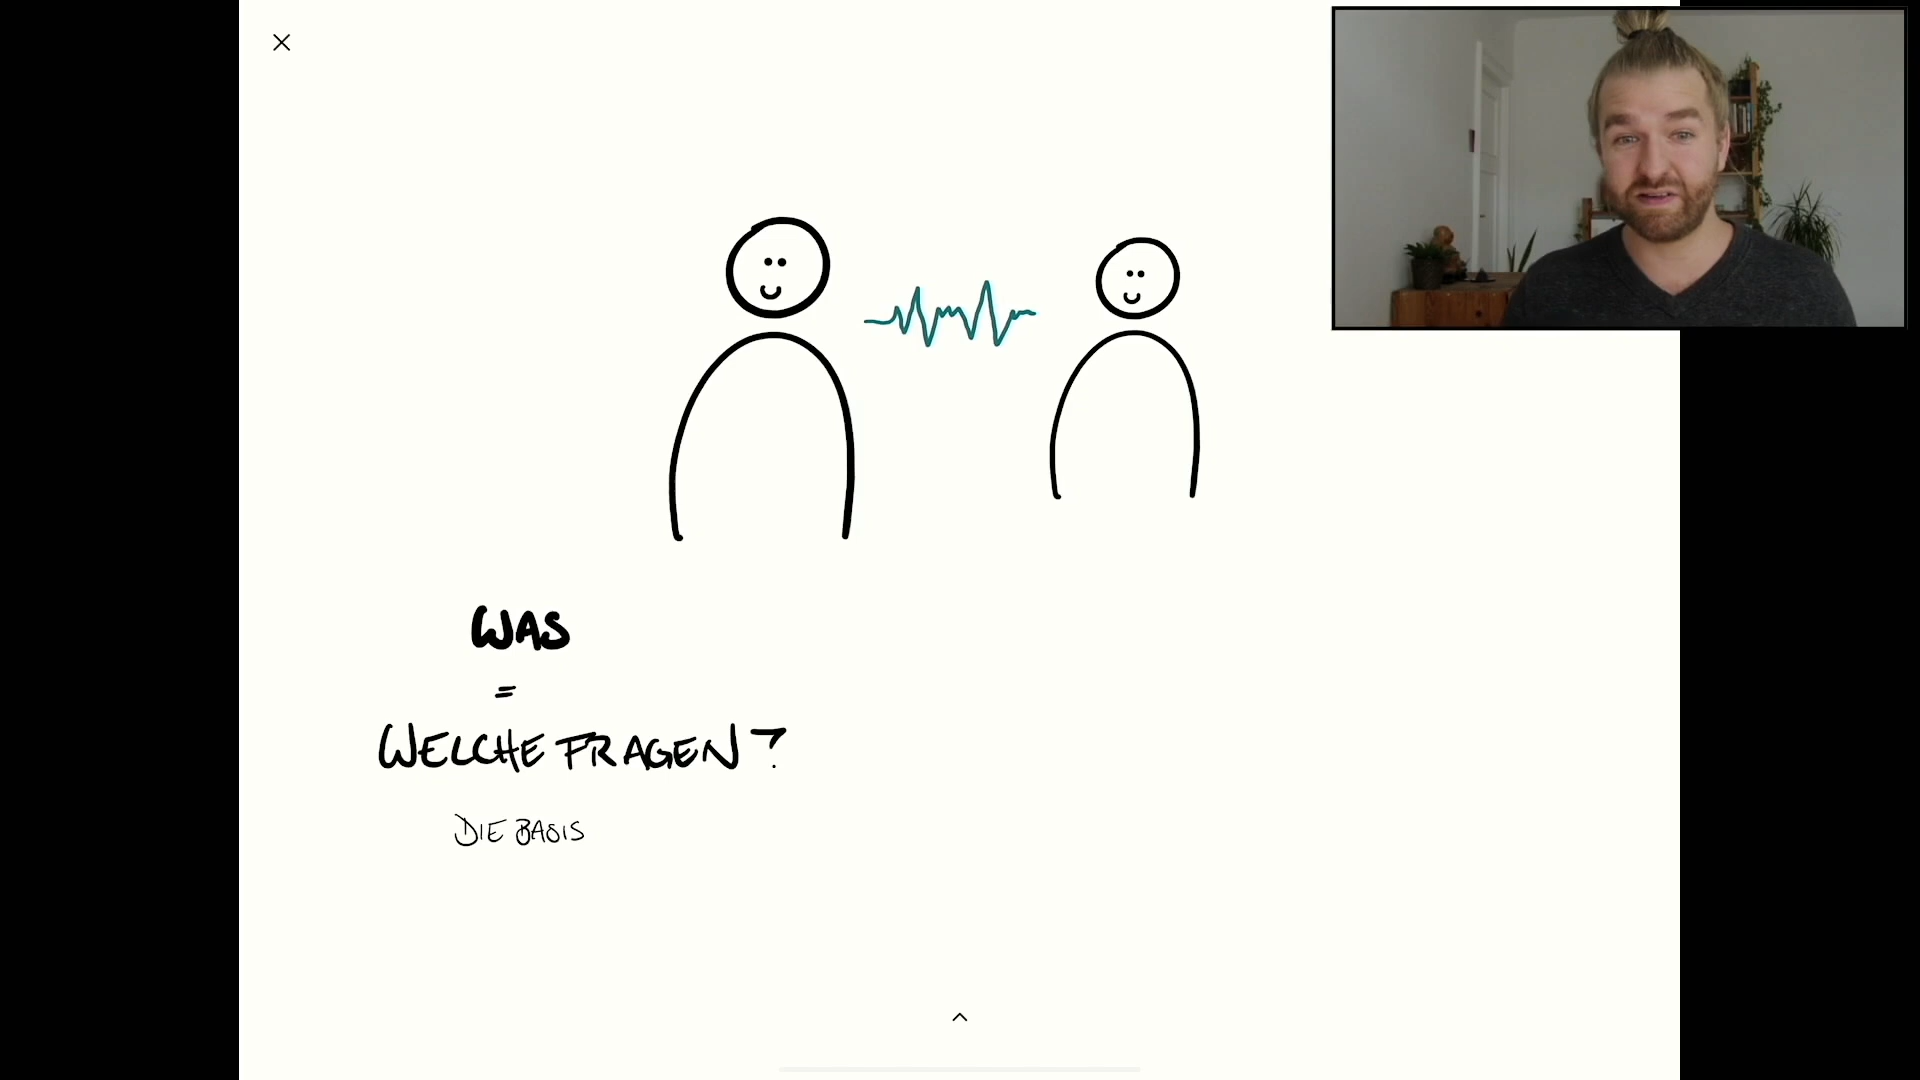 WAS
=
WELCHE FRAGEN?
DIE BASIS